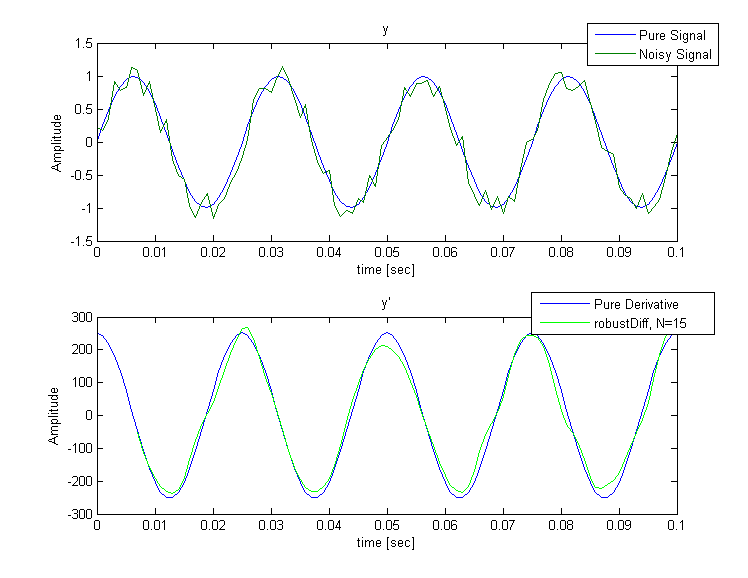 y
Pure Signal
Noisy Signal
1.5
1
0.5
0
-0.5
-1
-1.5
Amplitude
0 0.01 0.02 0.03 0.04 0.05 0.06 0.07 0.08 0.09 0.1
time [sec]
y'
Pure Derivative
robustDiff, N=15
300
200
100
0
-100
-200
-300
Amplitude
0 0.01 0.02 0.03 0.04 0.05 0.06 0.07 0.08 0.09 0.1
time [sec]